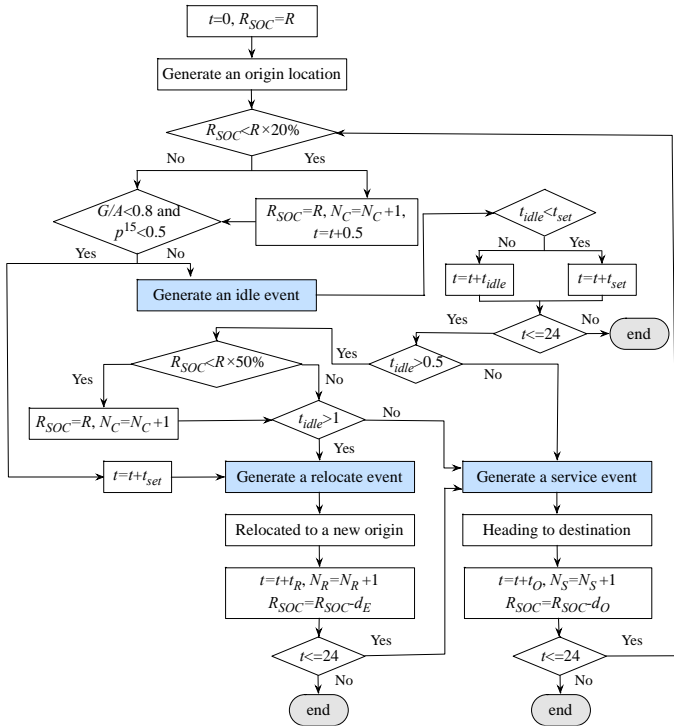 t=0, R_SOC=R
Generate an origin location
R_SOC<R×20%
No
Yes
G/A<0.8 and
p^15<0.5
R_SOC=R, N_C=N_C+1,
t=t+0.5
t_idle<t_set
Yes
No
No
Yes
Generate an idle event
t=t+t_idle
t=t+t_set
Yes
t<=24
No
end
R_SOC<R×50%
Yes
t_idle>0.5
No
Yes
No
R_SOC=R, N_C=N_C+1
t_idle>1
No
Yes
t=t+t_set
Generate a relocate event
Generate a service event
Relocated to a new origin
Heading to destination
t=t+t_R, N_R=N_R+1
R_SOC=R_SOC-d_E
t=t+t_O, N_S=N_S+1
R_SOC=R_SOC-d_O
t<=24
Yes
t<=24
Yes
No
No
end
end